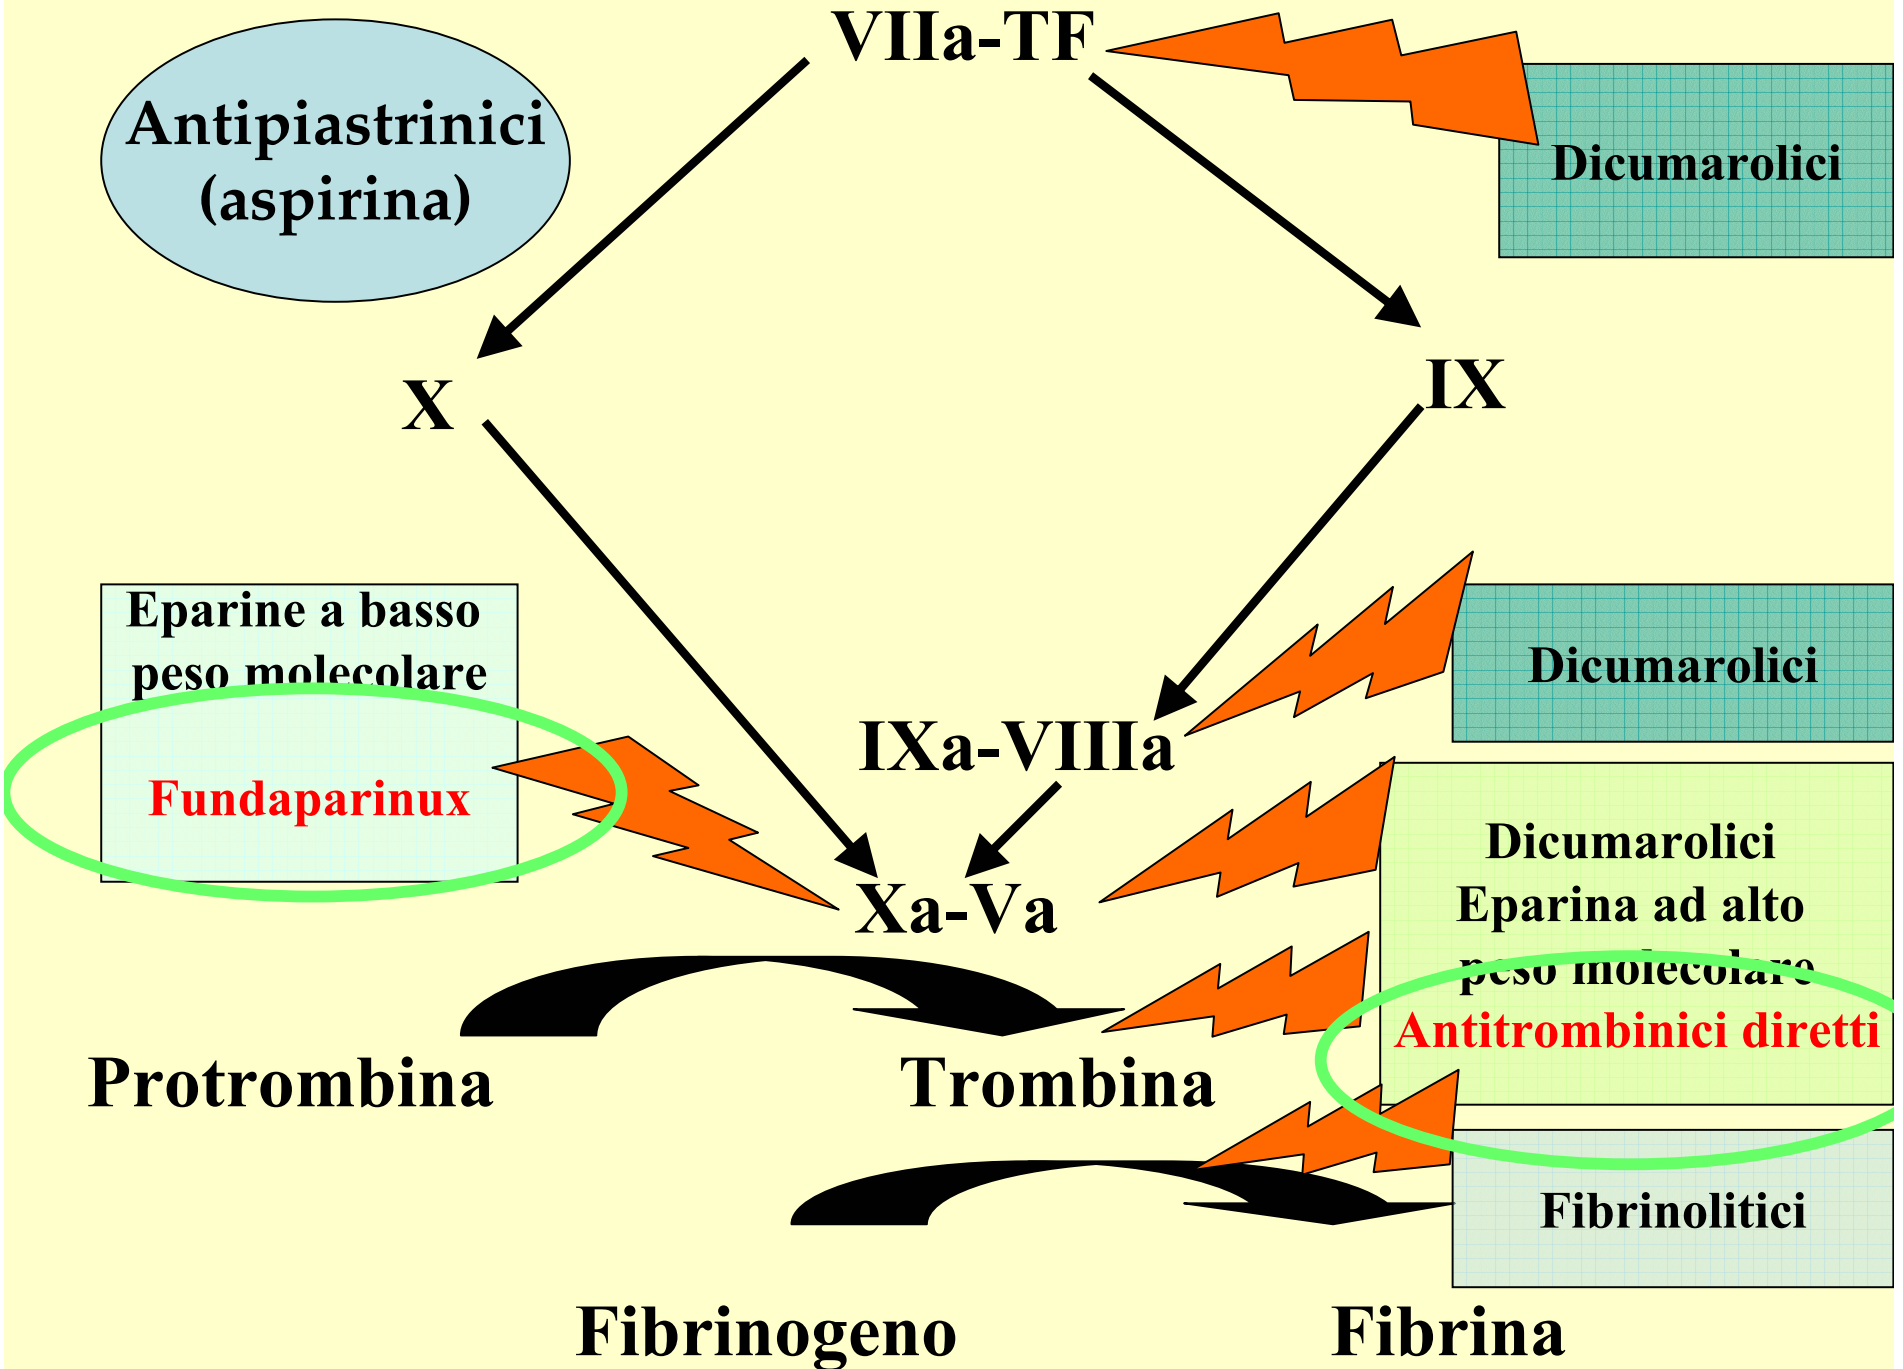 VIIa-TF
Antipiastrinici
(aspirina)
Dicumarolici
X
IX
Eparine a basso
peso molecolare
Fundaparinux
Dicumarolici
IXa-VIIIa
Xa-Va
Dicumarolici
Eparina ad alto
peso molecolare
Antitrombinici diretti
Protrombina
Trombina
Fibrinolitici
Fibrinogeno
Fibrina